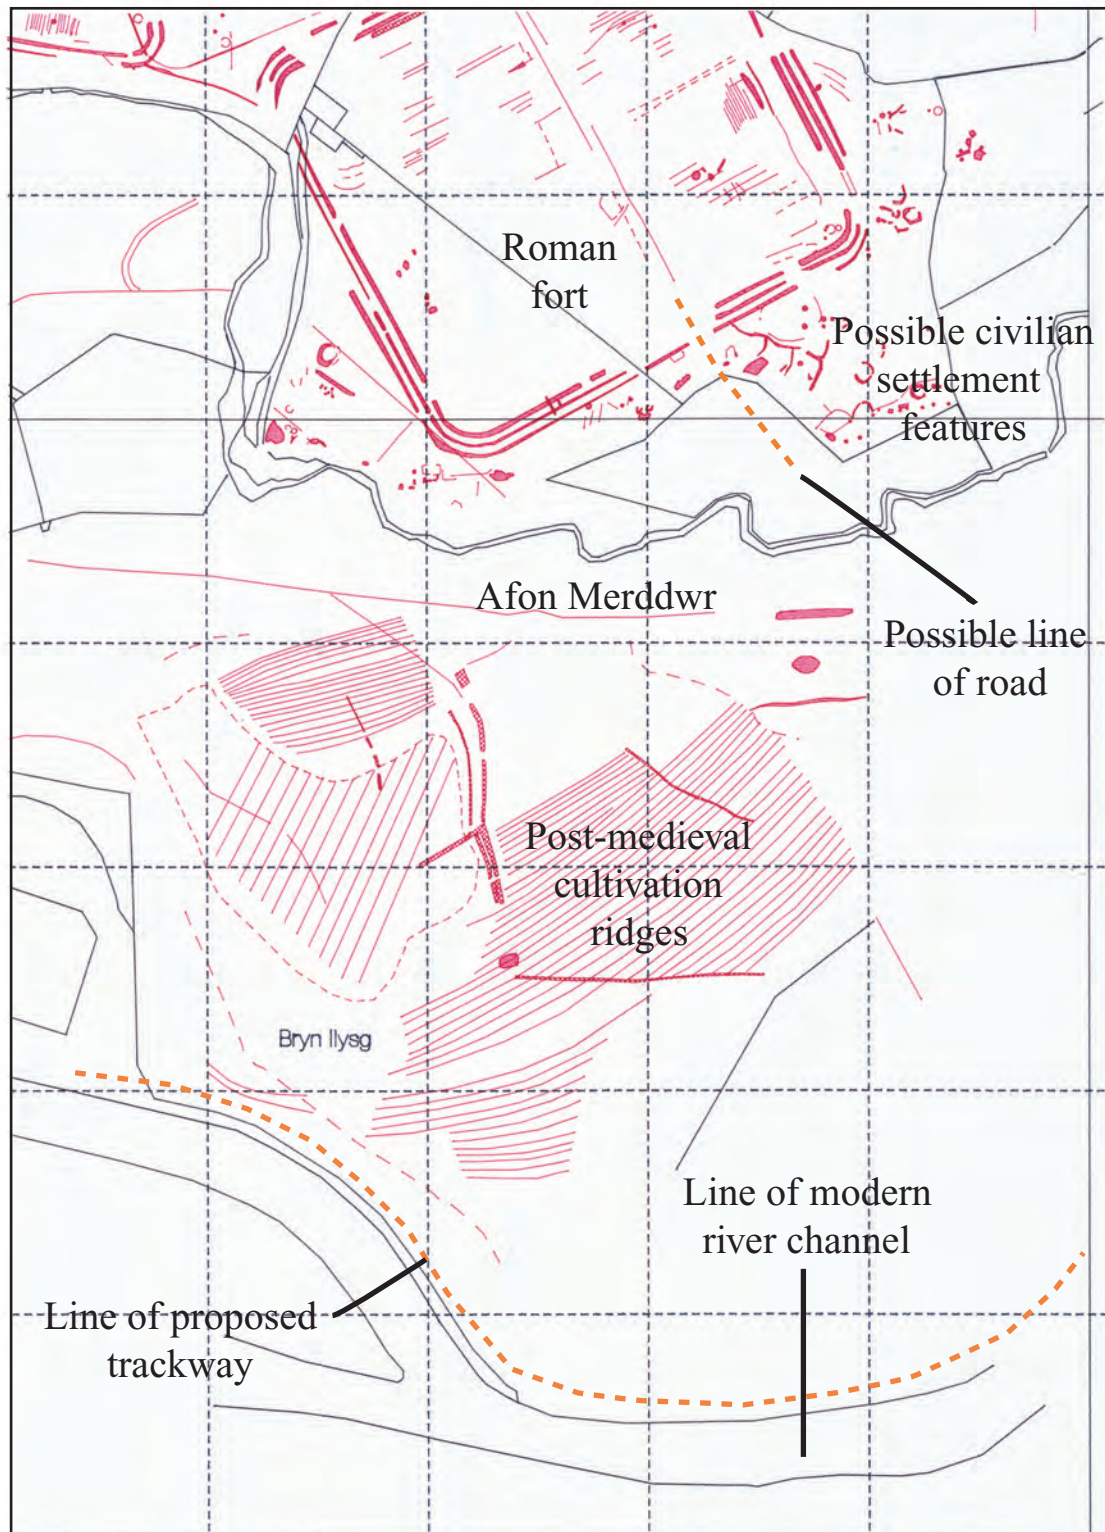 Roman
fort
Possible civilian
settlement
features
Afon Merddwr
Possible line
of road
Post-medieval
cultivation
ridges
Bryn llysg
Line of modern
river channel
Line of proposed
trackway